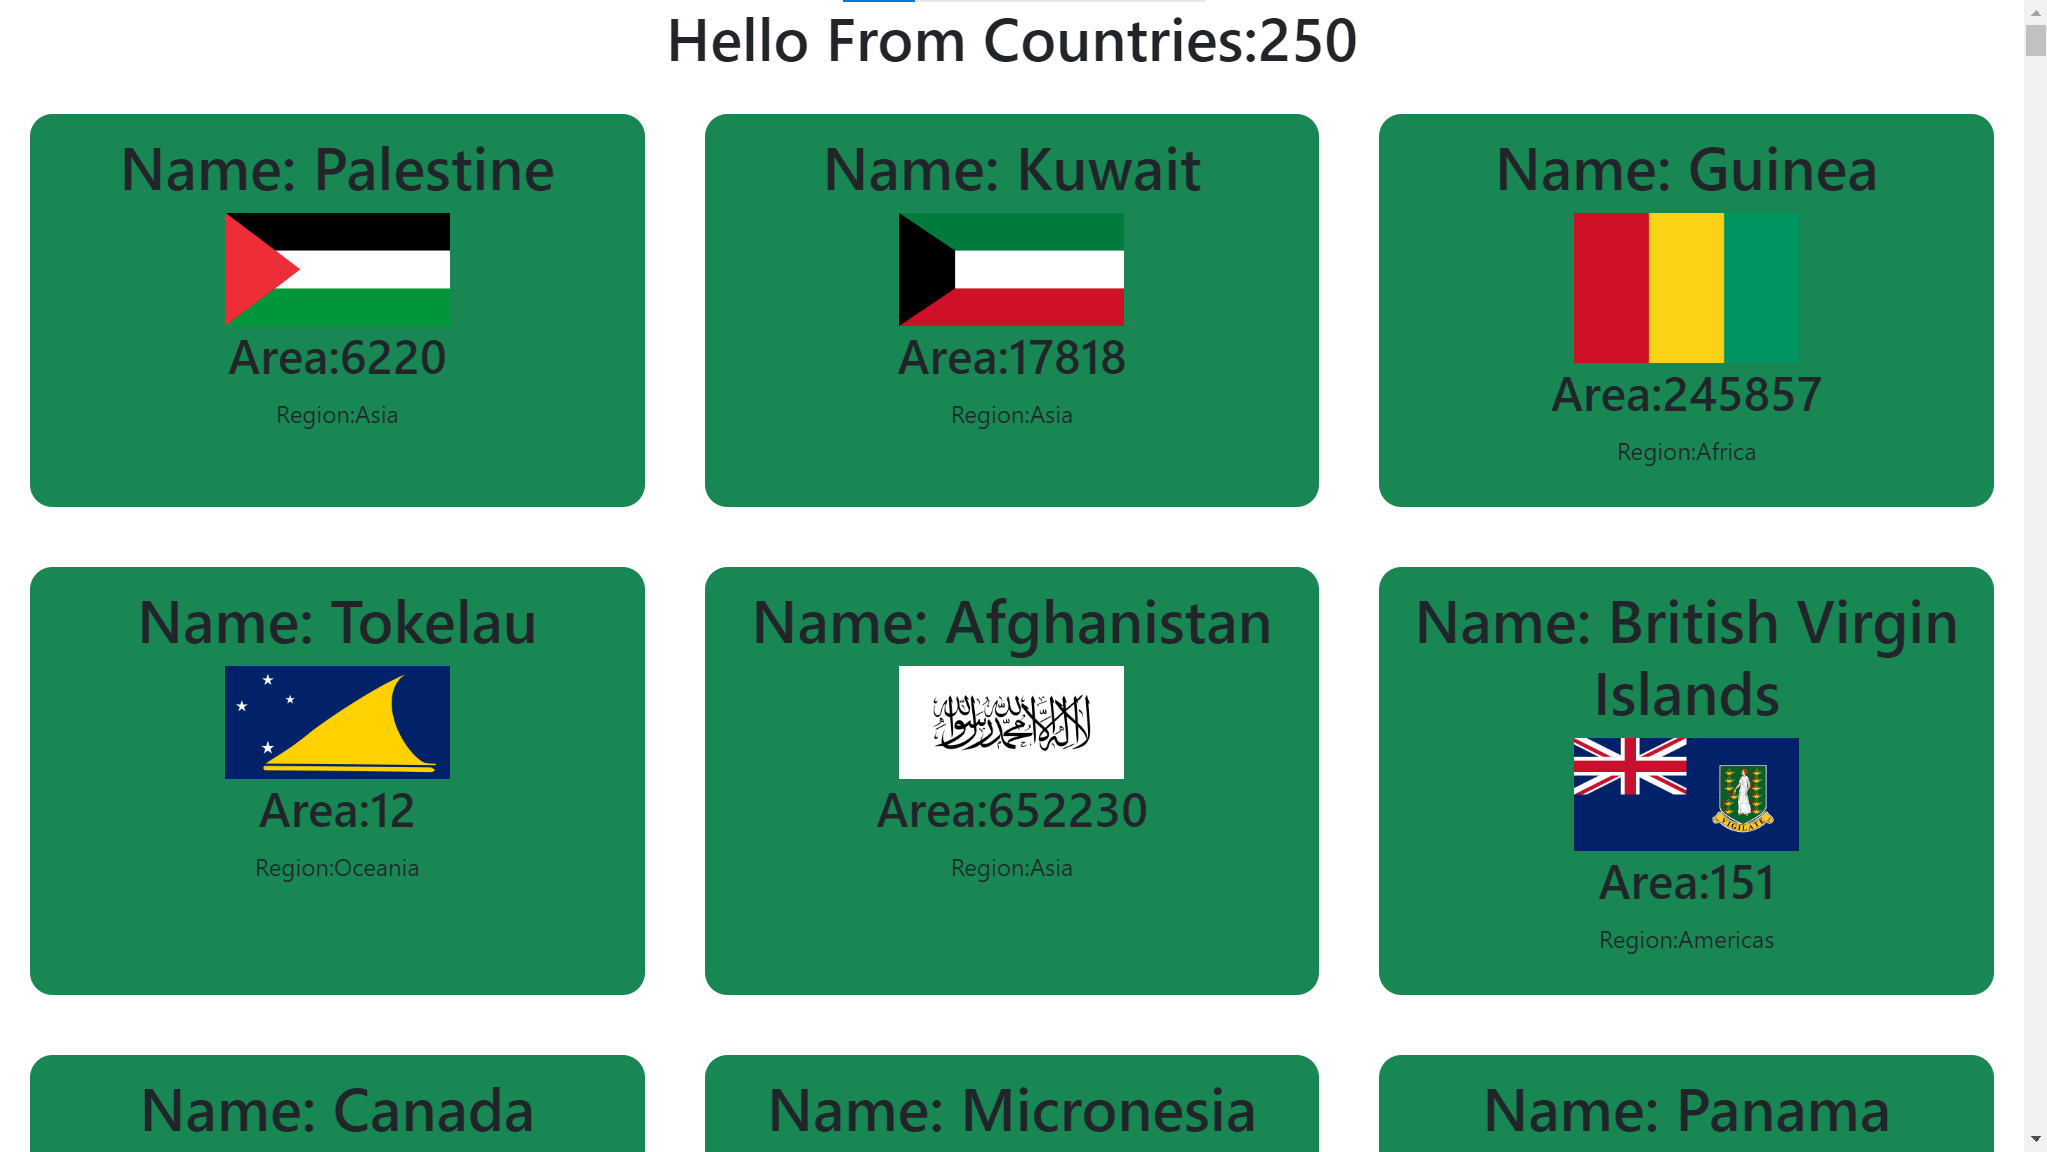 Hello From Countries:250
Name: Palestine
Area:6220
Region:Asia
Name: Kuwait
Area:17818
Region:Asia
Name: Guinea
Area:245857
Region:Africa
Name: Tokelau
Area:12
Region:Oceania
Name: Afghanistan
لا إله إلا الله محمد رسول الله
Area:652230
Region:Asia
Name: British Virgin
Islands
VIGILATE
Area:151
Region:Americas
Name: Canada
Name: Micronesia
Name: Panama